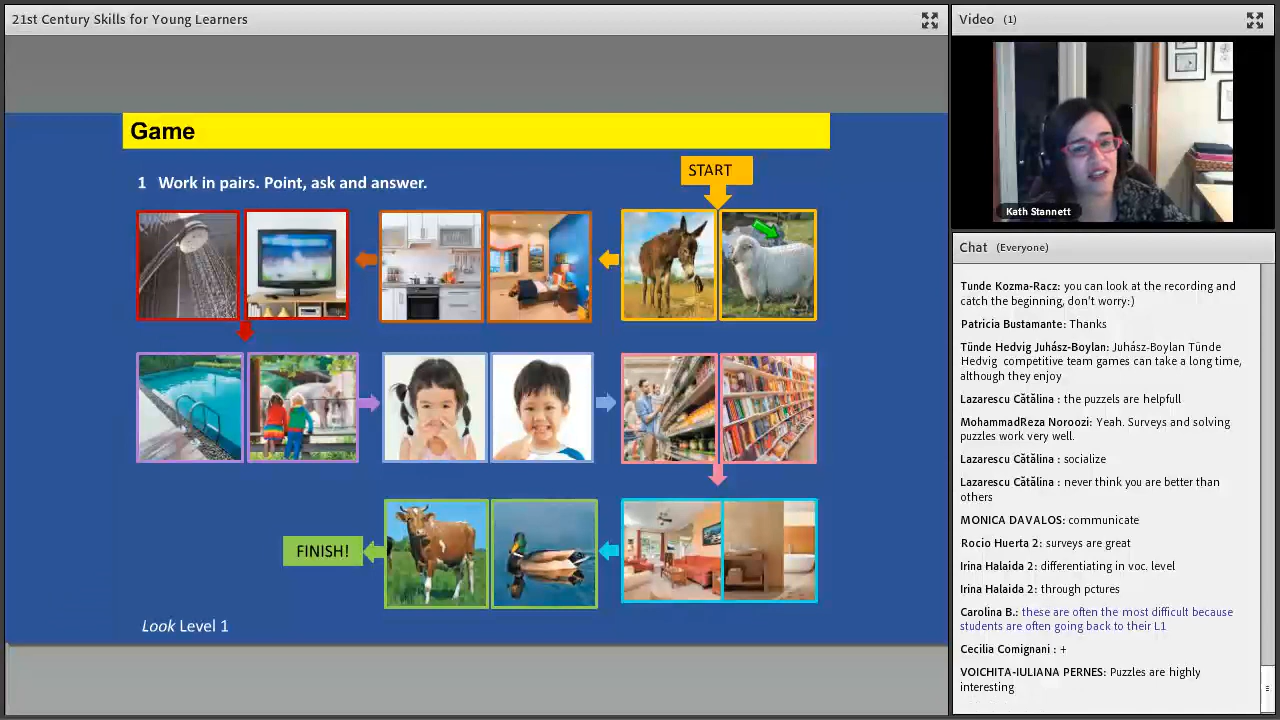 21st Century Skills for Young Learners
Game
1 Work in pairs. Point, ask and answer.
START
FINISH!
Look Level 1
Video (1)
Kath Stannett
Chat (Everyone)
Tunde Kozma-Racz: you can look at the recording and
catch the beginning, don't worry:)
Patricia Bustamante: Thanks
Tünde Hedvig Juhász-Boylan: Juhász-Boylan Tünde
Hedvig competitive team games can take a long time,
although they enjoy
Lazarescu Cătălina : the puzzels are helpfull
MohammadReza Noroozi: Yeah. Surveys and solving
puzzles work very well.
Lazarescu Cătălina : socialize
Lazarescu Cătălina : never think you are better than
others
MONICA DAVALOS: communicate
Rocio Huerta 2: surveys are great
Irina Halaida 2: differentiating in voc. level
Irina Halaida 2: through pctures
Carolina B.: these are often the most difficult because
students are often going back to their L1
Cecilia Comignani : +
VOICHITA-IULIANA PERNES: Puzzles are highly
interesting